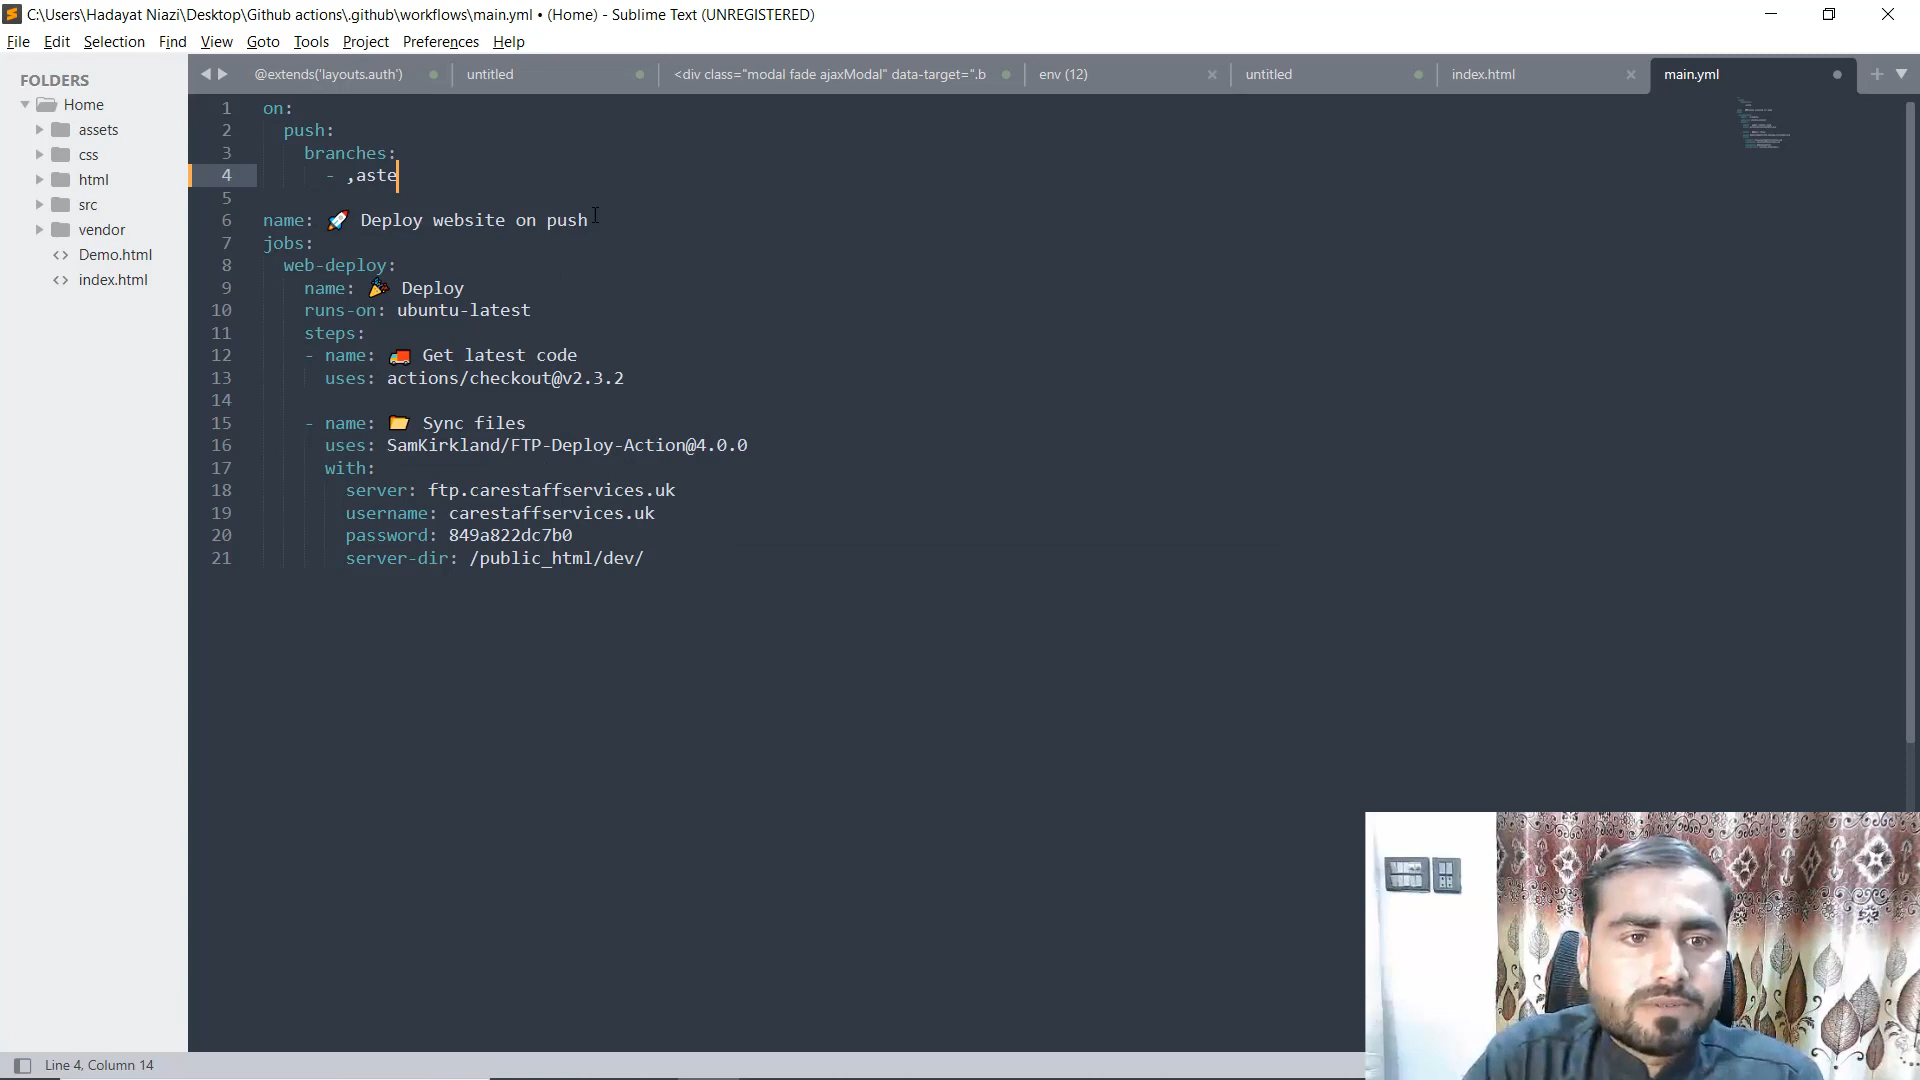 C:\Users\Hadayat Niazi\Desktop\Github actions\.github\workflows\main.yml • (Home) - Sublime Text (UNREGISTERED)
File Edit Selection Find View Goto Tools Project Preferences Help
FOLDERS
Home
assets
css
html
src
vendor
Demo.html
index.html
@extends('layouts.auth') untitled <div class="modal fade ajaxModal" data-target=".b env (12) untitled index.html main.yml
1 on:
2 push:
3 branches:
4 - ,aste
5
6 name: 🚀 Deploy website on push
7 jobs:
8 web-deploy:
9 name: 🎉 Deploy
10 runs-on: ubuntu-latest
11 steps:
12 - name: 🚚 Get latest code
13 uses: actions/checkout@v2.3.2
14
15 - name: 📂 Sync files
16 uses: SamKirkland/FTP-Deploy-Action@4.0.0
17 with:
18 server: ftp.carestaffservices.uk
19 username: carestaffservices.uk
20 password: 849a822dc7b0
21 server-dir: /public_html/dev/
Line 4, Column 14